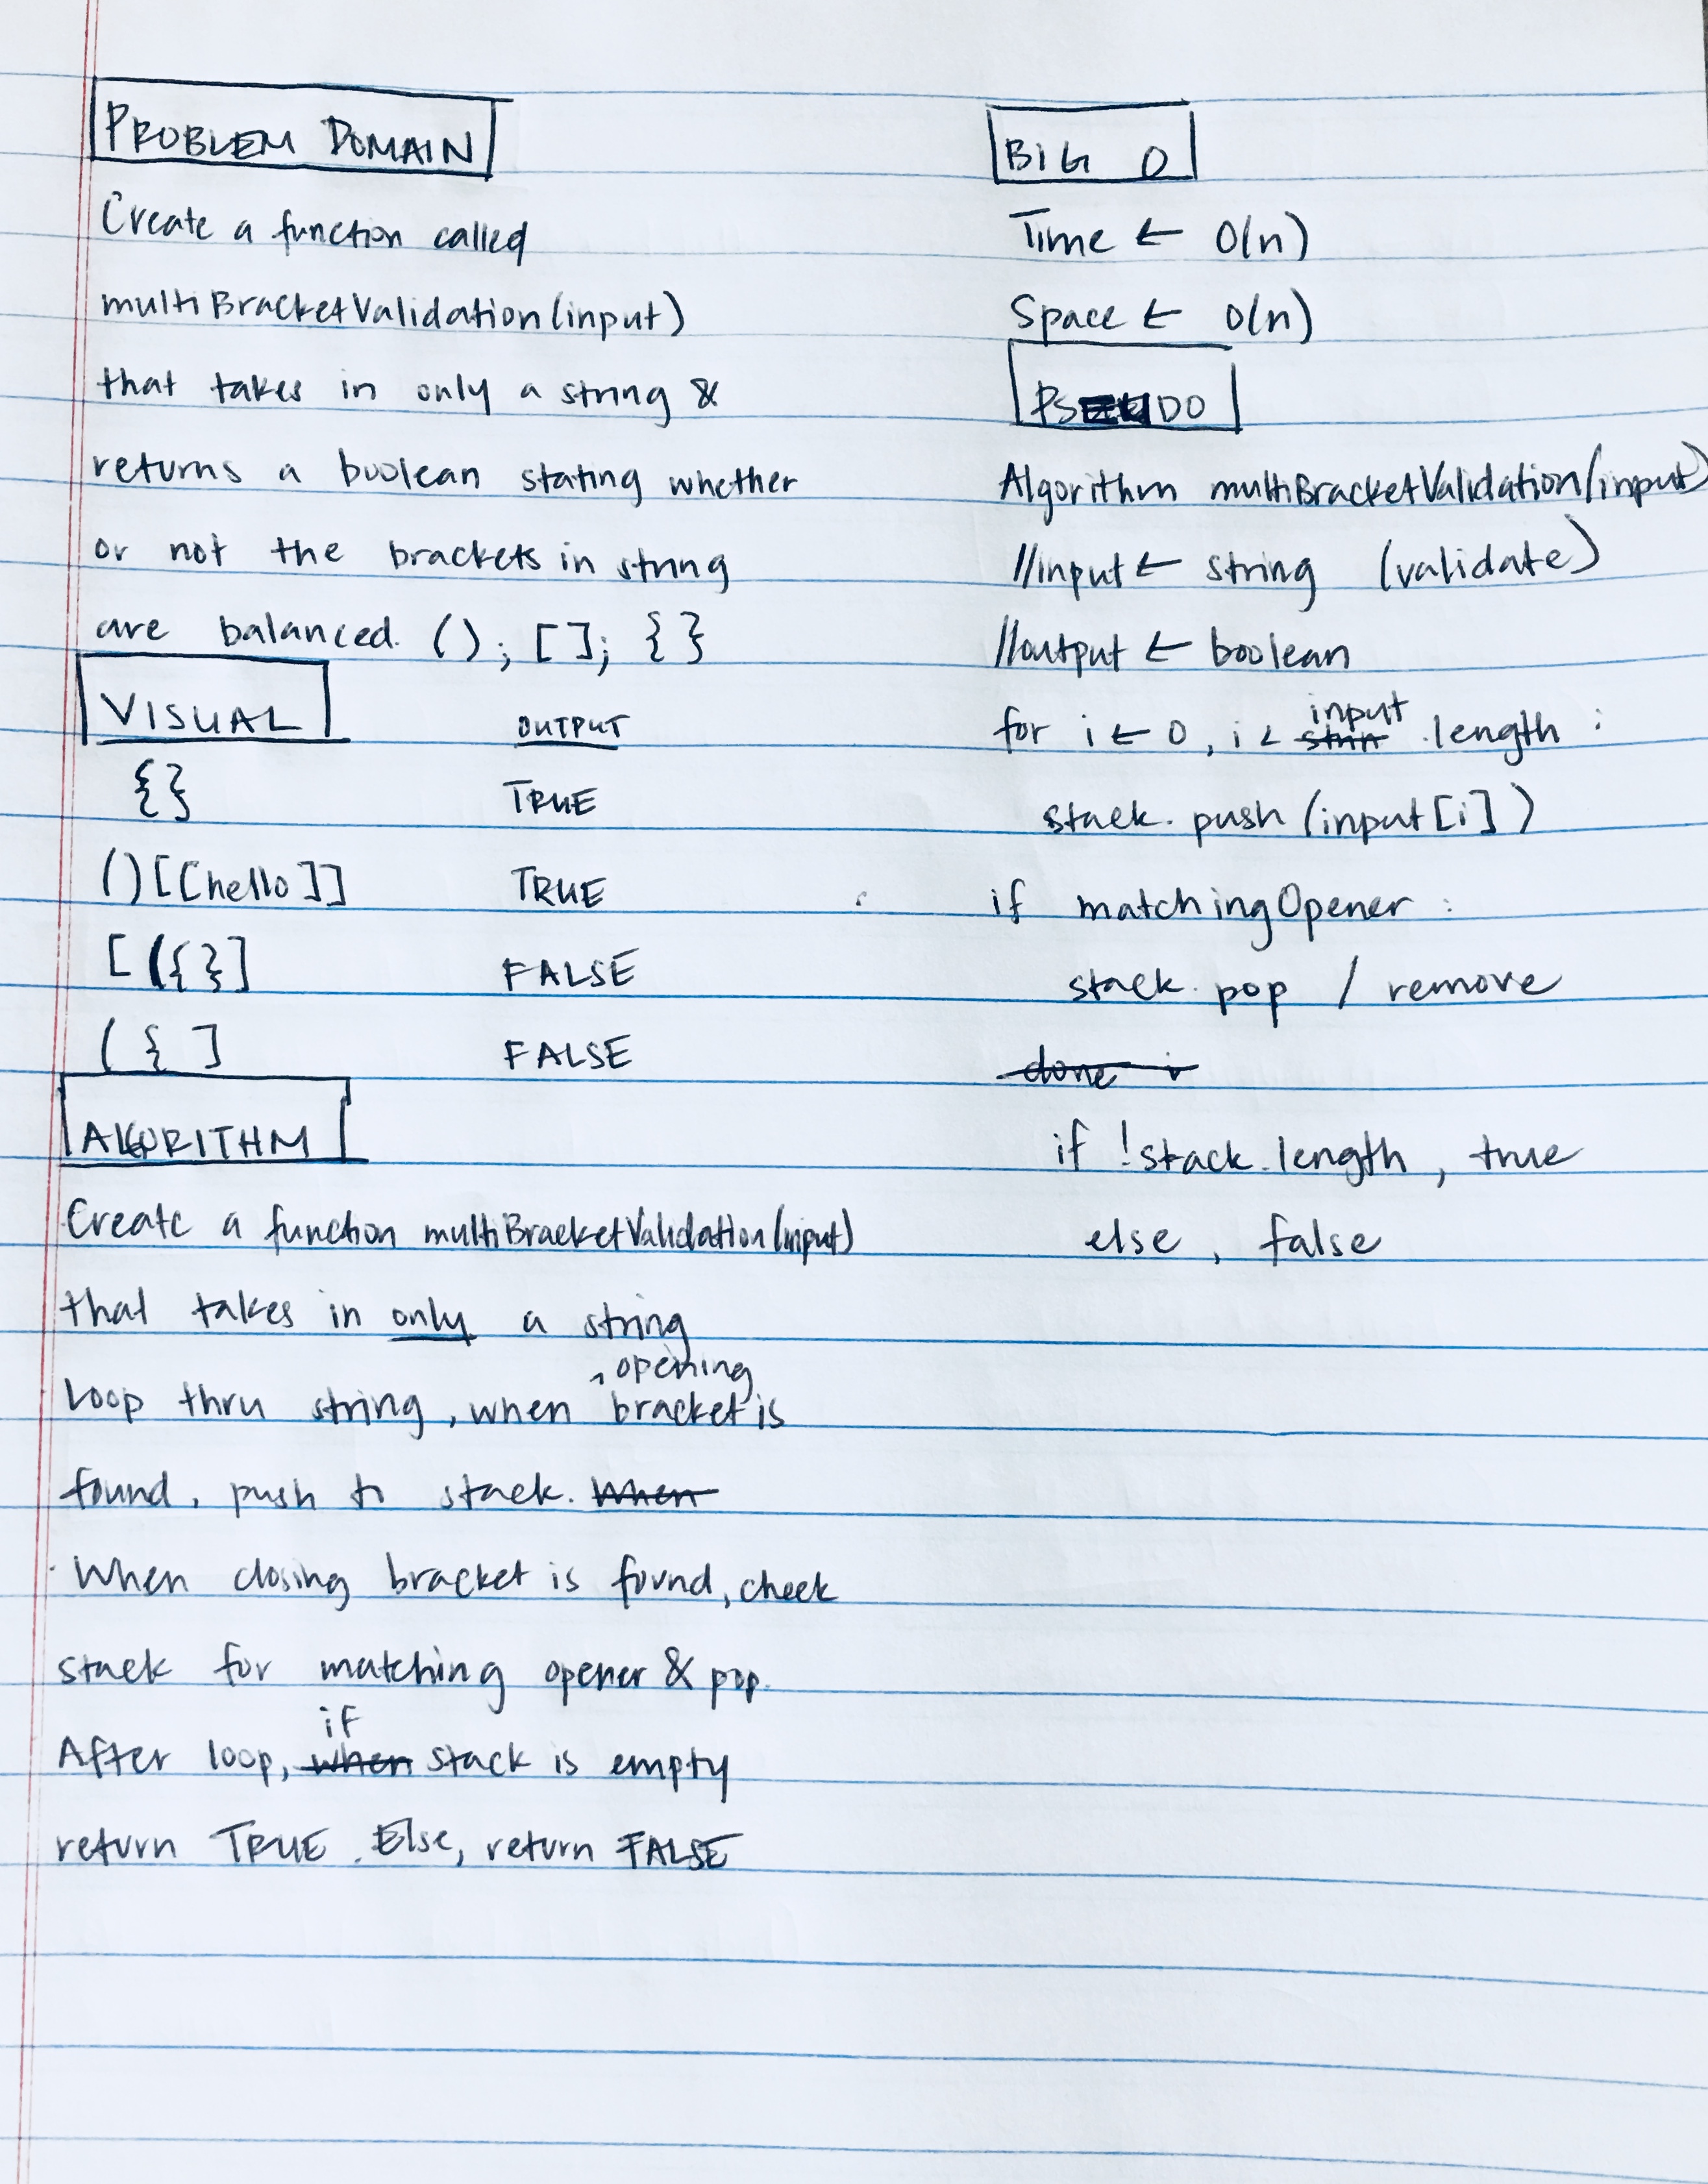 PROBLEM DOMAIN
Create a function called
multiBracketValidation(input)
that takes in only a string &
returns a boolean stating whether
or not the brackets in string
are balanced. (); []; {}
VISUAL OUTPUT
{} TRUE
()[[hello]] TRUE
[({}] FALSE
({] FALSE
ALGORITHM
Create a function multiBracketValidation(input)
that takes in only a string
Loop thru string, when opening bracket is
found, push to stack. When
When closing bracket is found, check
stack for matching opener & pop.
After loop, when if stack is empty
return TRUE. Else, return FALSE
BIG O
Time ← O(n)
Space ← O(n)
PSEUDO
Algorithm multiBracketValidation(input)
//input ← string (validate)
//output ← boolean
for i ← 0, i < input .length :
stack.push(input[i])
if matchingOpener :
stack.pop / remove
done i
if !stack.length, true
else, false